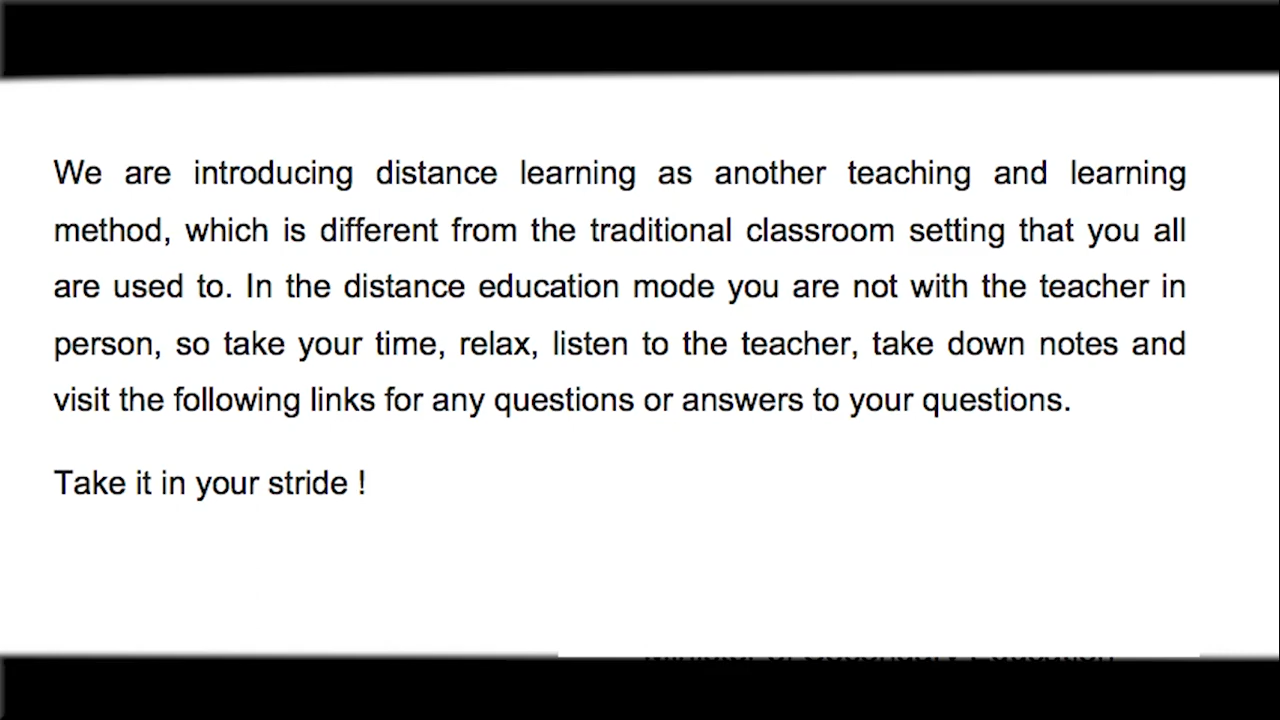 We are introducing distance learning as another teaching and learning
method, which is different from the traditional classroom setting that you all
are used to. In the distance education mode you are not with the teacher in
person, so take your time, relax, listen to the teacher, take down notes and
visit the following links for any questions or answers to your questions.
Take it in your stride !